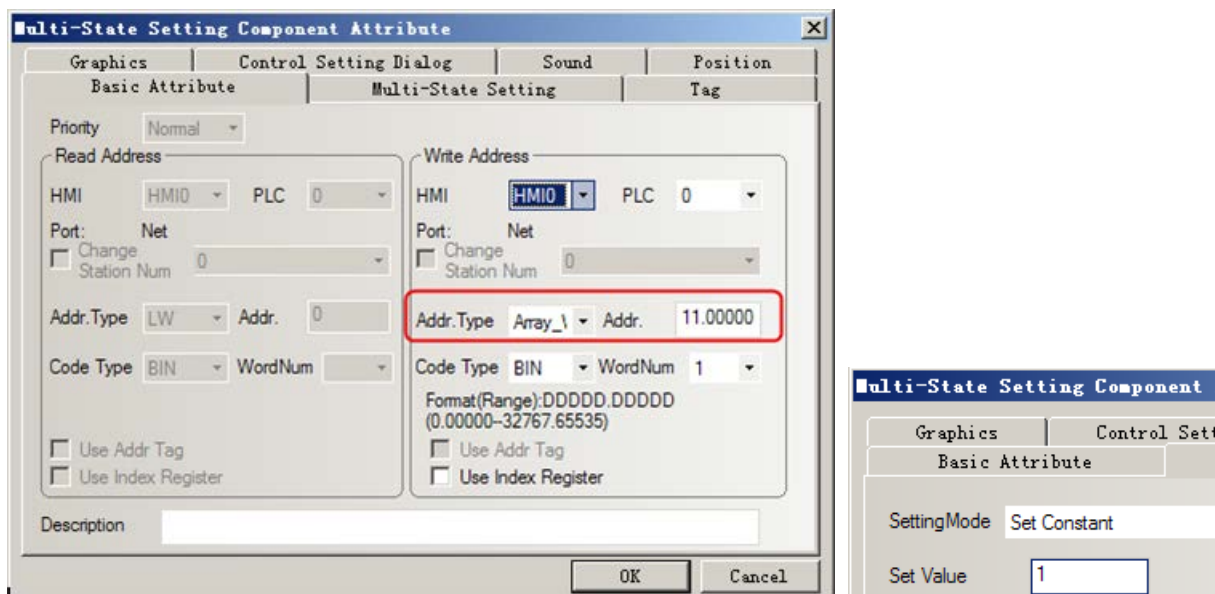 Multi-State Setting Component Attribute
Graphics Control Setting Dialog Sound Position
Basic Attribute Multi-State Setting Tag
Priority Normal
Read Address
HMI HMI0 PLC 0
Port: Net
Change
Station Num 0
Addr.Type LW Addr. 0
Code Type BIN WordNum
Use Addr Tag
Use Index Register
Write Address
HMI HMI0 PLC 0
Port: Net
Change
Station Num 0
Addr.Type Array_\ Addr. 11.00000
Code Type BIN WordNum 1
Format(Range):DDDDD.DDDDD
(0.00000--32767.65535)
Use Addr Tag
Use Index Register
Description
OK Cancel
Multi-State Setting Component
Graphics Control Sett
Basic Attribute
SettingMode Set Constant
Set Value 1